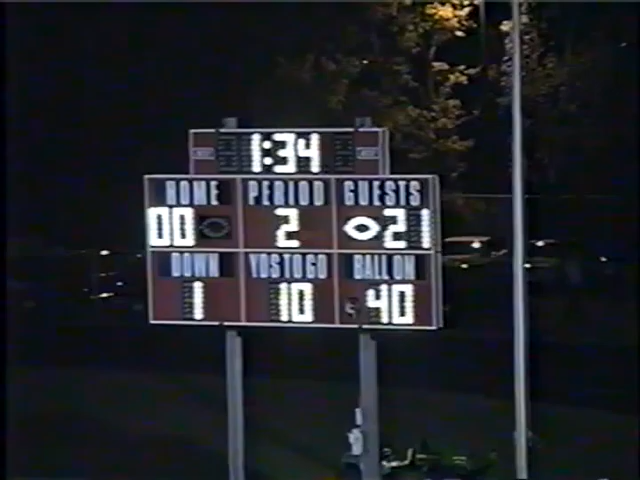 1:34
HOME PERIOD GUESTS
00 2 21
DOWN YDS TO GO BALL ON
1 10 40